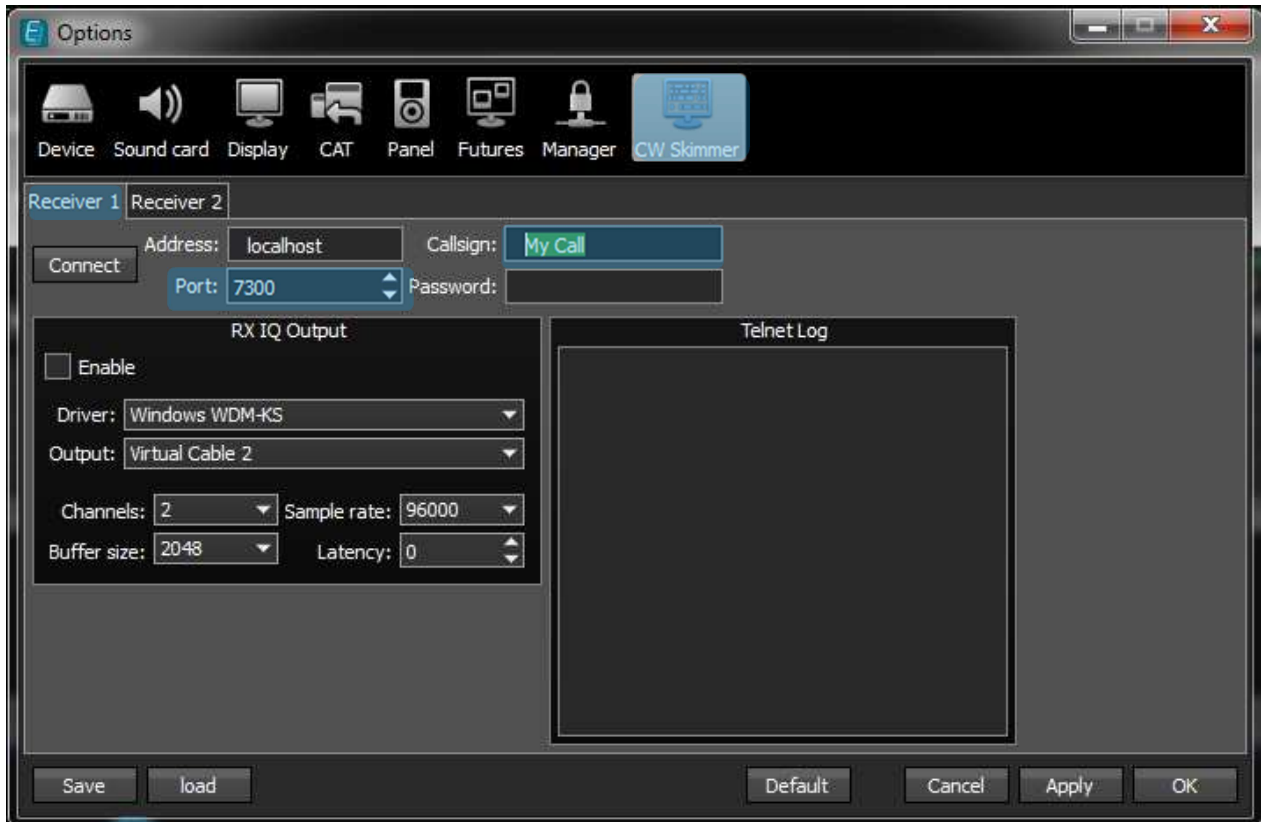 Options
Device Sound card Display CAT Panel Futures Manager CW Skimmer
Receiver 1 Receiver 2
Connect
Address: localhost Callsign: My Call
Port: 7300 Password:
RX IQ Output
Enable
Driver: Windows WDM-KS
Output: Virtual Cable 2
Channels: 2 Sample rate: 96000
Buffer size: 2048 Latency: 0
Telnet Log
Save load Default Cancel Apply OK